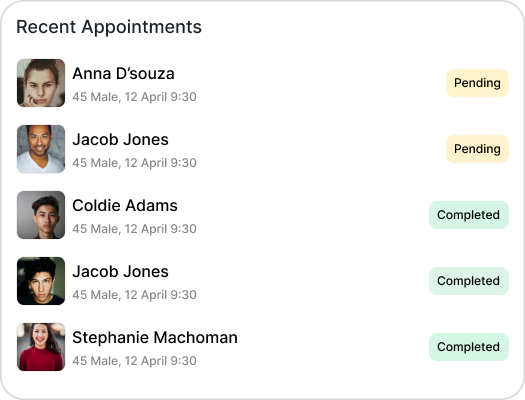 Recent Appointments
Anna D’souza
45 Male, 12 April 9:30
Pending
Jacob Jones
45 Male, 12 April 9:30
Pending
Coldie Adams
45 Male, 12 April 9:30
Completed
Jacob Jones
45 Male, 12 April 9:30
Completed
Stephanie Machoman
45 Male, 12 April 9:30
Completed